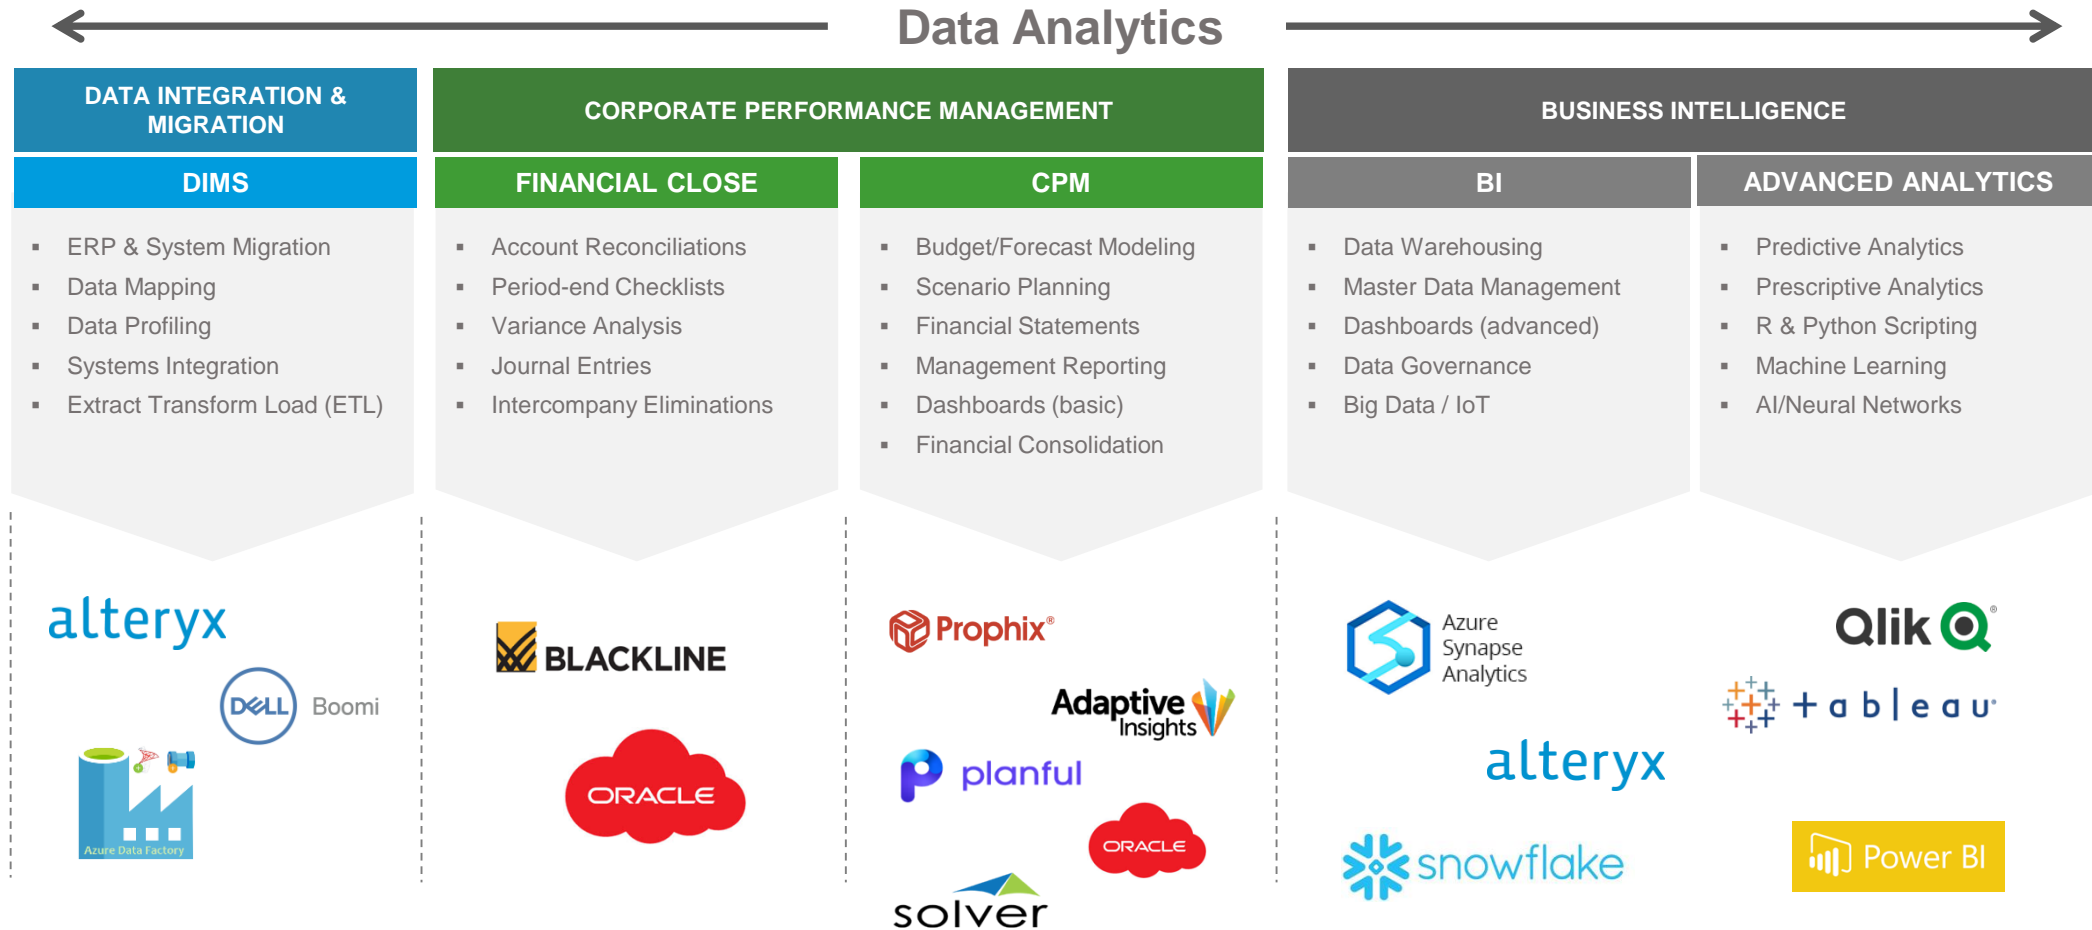 Data Analytics
DATA INTEGRATION &
MIGRATION
CORPORATE PERFORMANCE MANAGEMENT
BUSINESS INTELLIGENCE
DIMS
FINANCIAL CLOSE
CPM
BI
ADVANCED ANALYTICS
▪ ERP & System Migration
▪ Data Mapping
▪ Data Profiling
▪ Systems Integration
▪ Extract Transform Load (ETL)
▪ Account Reconciliations
▪ Period-end Checklists
▪ Variance Analysis
▪ Journal Entries
▪ Intercompany Eliminations
▪ Budget/Forecast Modeling
▪ Scenario Planning
▪ Financial Statements
▪ Management Reporting
▪ Dashboards (basic)
▪ Financial Consolidation
▪ Data Warehousing
▪ Master Data Management
▪ Dashboards (advanced)
▪ Data Governance
▪ Big Data / IoT
▪ Predictive Analytics
▪ Prescriptive Analytics
▪ R & Python Scripting
▪ Machine Learning
▪ AI/Neural Networks
alteryx
DELL Boomi
Azure Data Factory
BLACKLINE
ORACLE
Prophix®
Adaptive
Insights
planful
ORACLE
solver
Azure
Synapse
Analytics
alteryx
snowflake
Qlik®
+ableau
Power BI